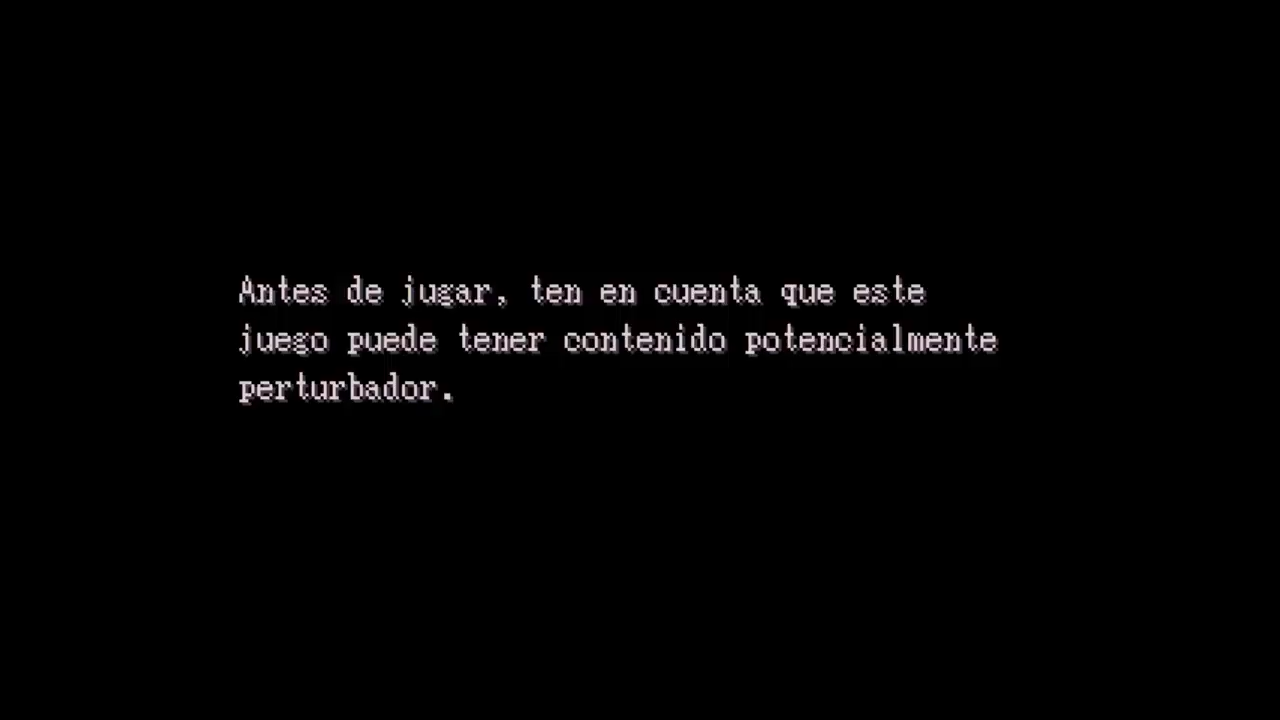 Antes de jugar, ten en cuenta que este
juego puede tener contenido potencialmente
perturbador.